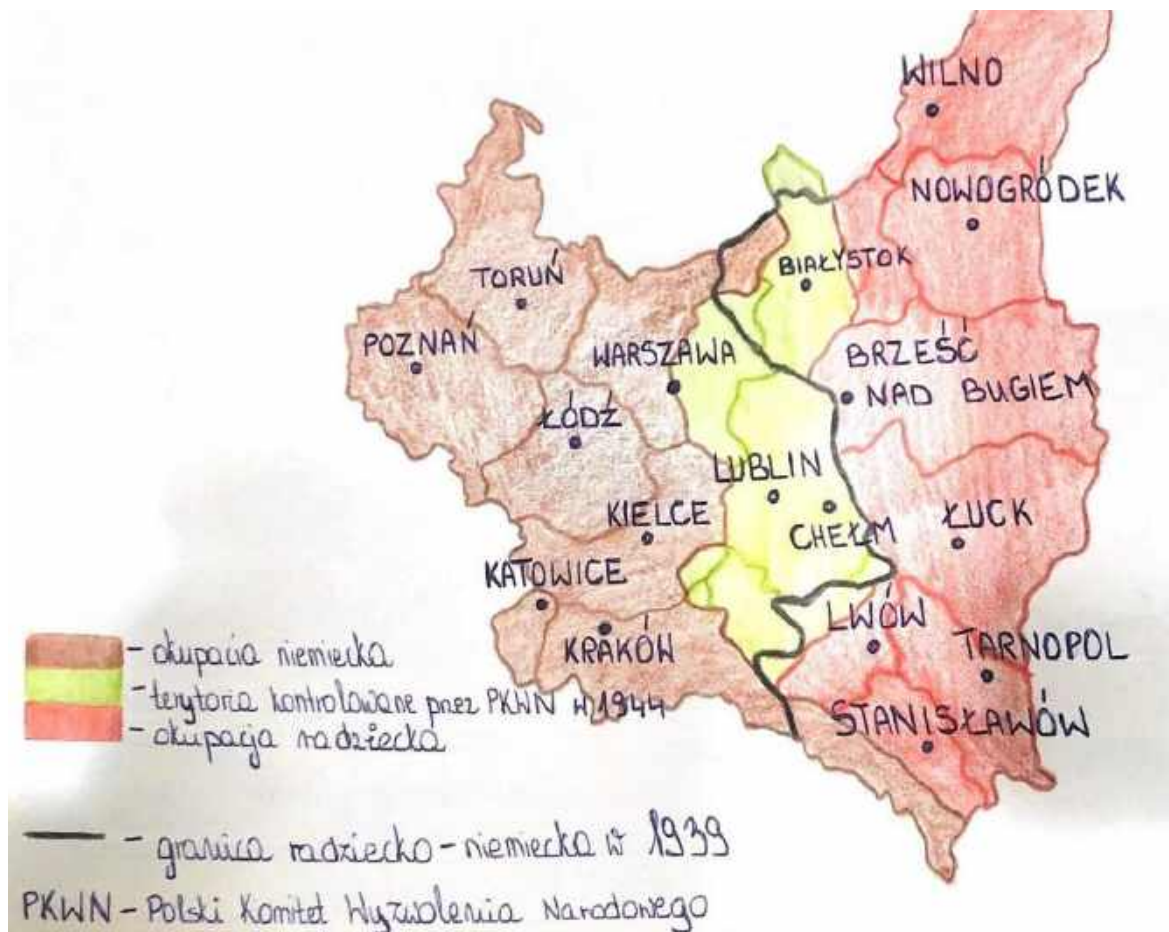 WILNO
NOWOGRÓDEK
BIAŁYSTOK
TORUŃ
POZNAŃ
WARSZAWA
BRZEŚĆ
NAD BUGIEM
ŁÓDŹ
LUBLIN
KIELCE
CHEŁM
ŁUCK
KATOWICE
LWÓW
KRAKÓW
TARNOPOL
STANISŁAWÓW
- okupacja niemiecka
- terytoria kontrolowane przez PKWN w 1944
- okupacja radziecka
- granica radziecko-niemiecka w 1939
PKWN - Polski Komitet Wyzwolenia Narodowego